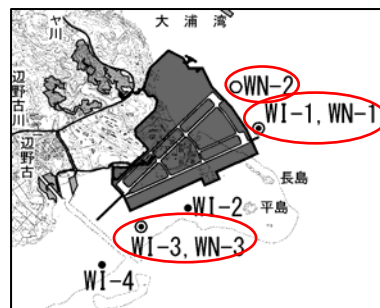 大浦湾
ヤ川
WN-2
WI-1, WN-1
辺野古川
辺野古
長島
平島
WI-2
WI-3, WN-3
WI-4